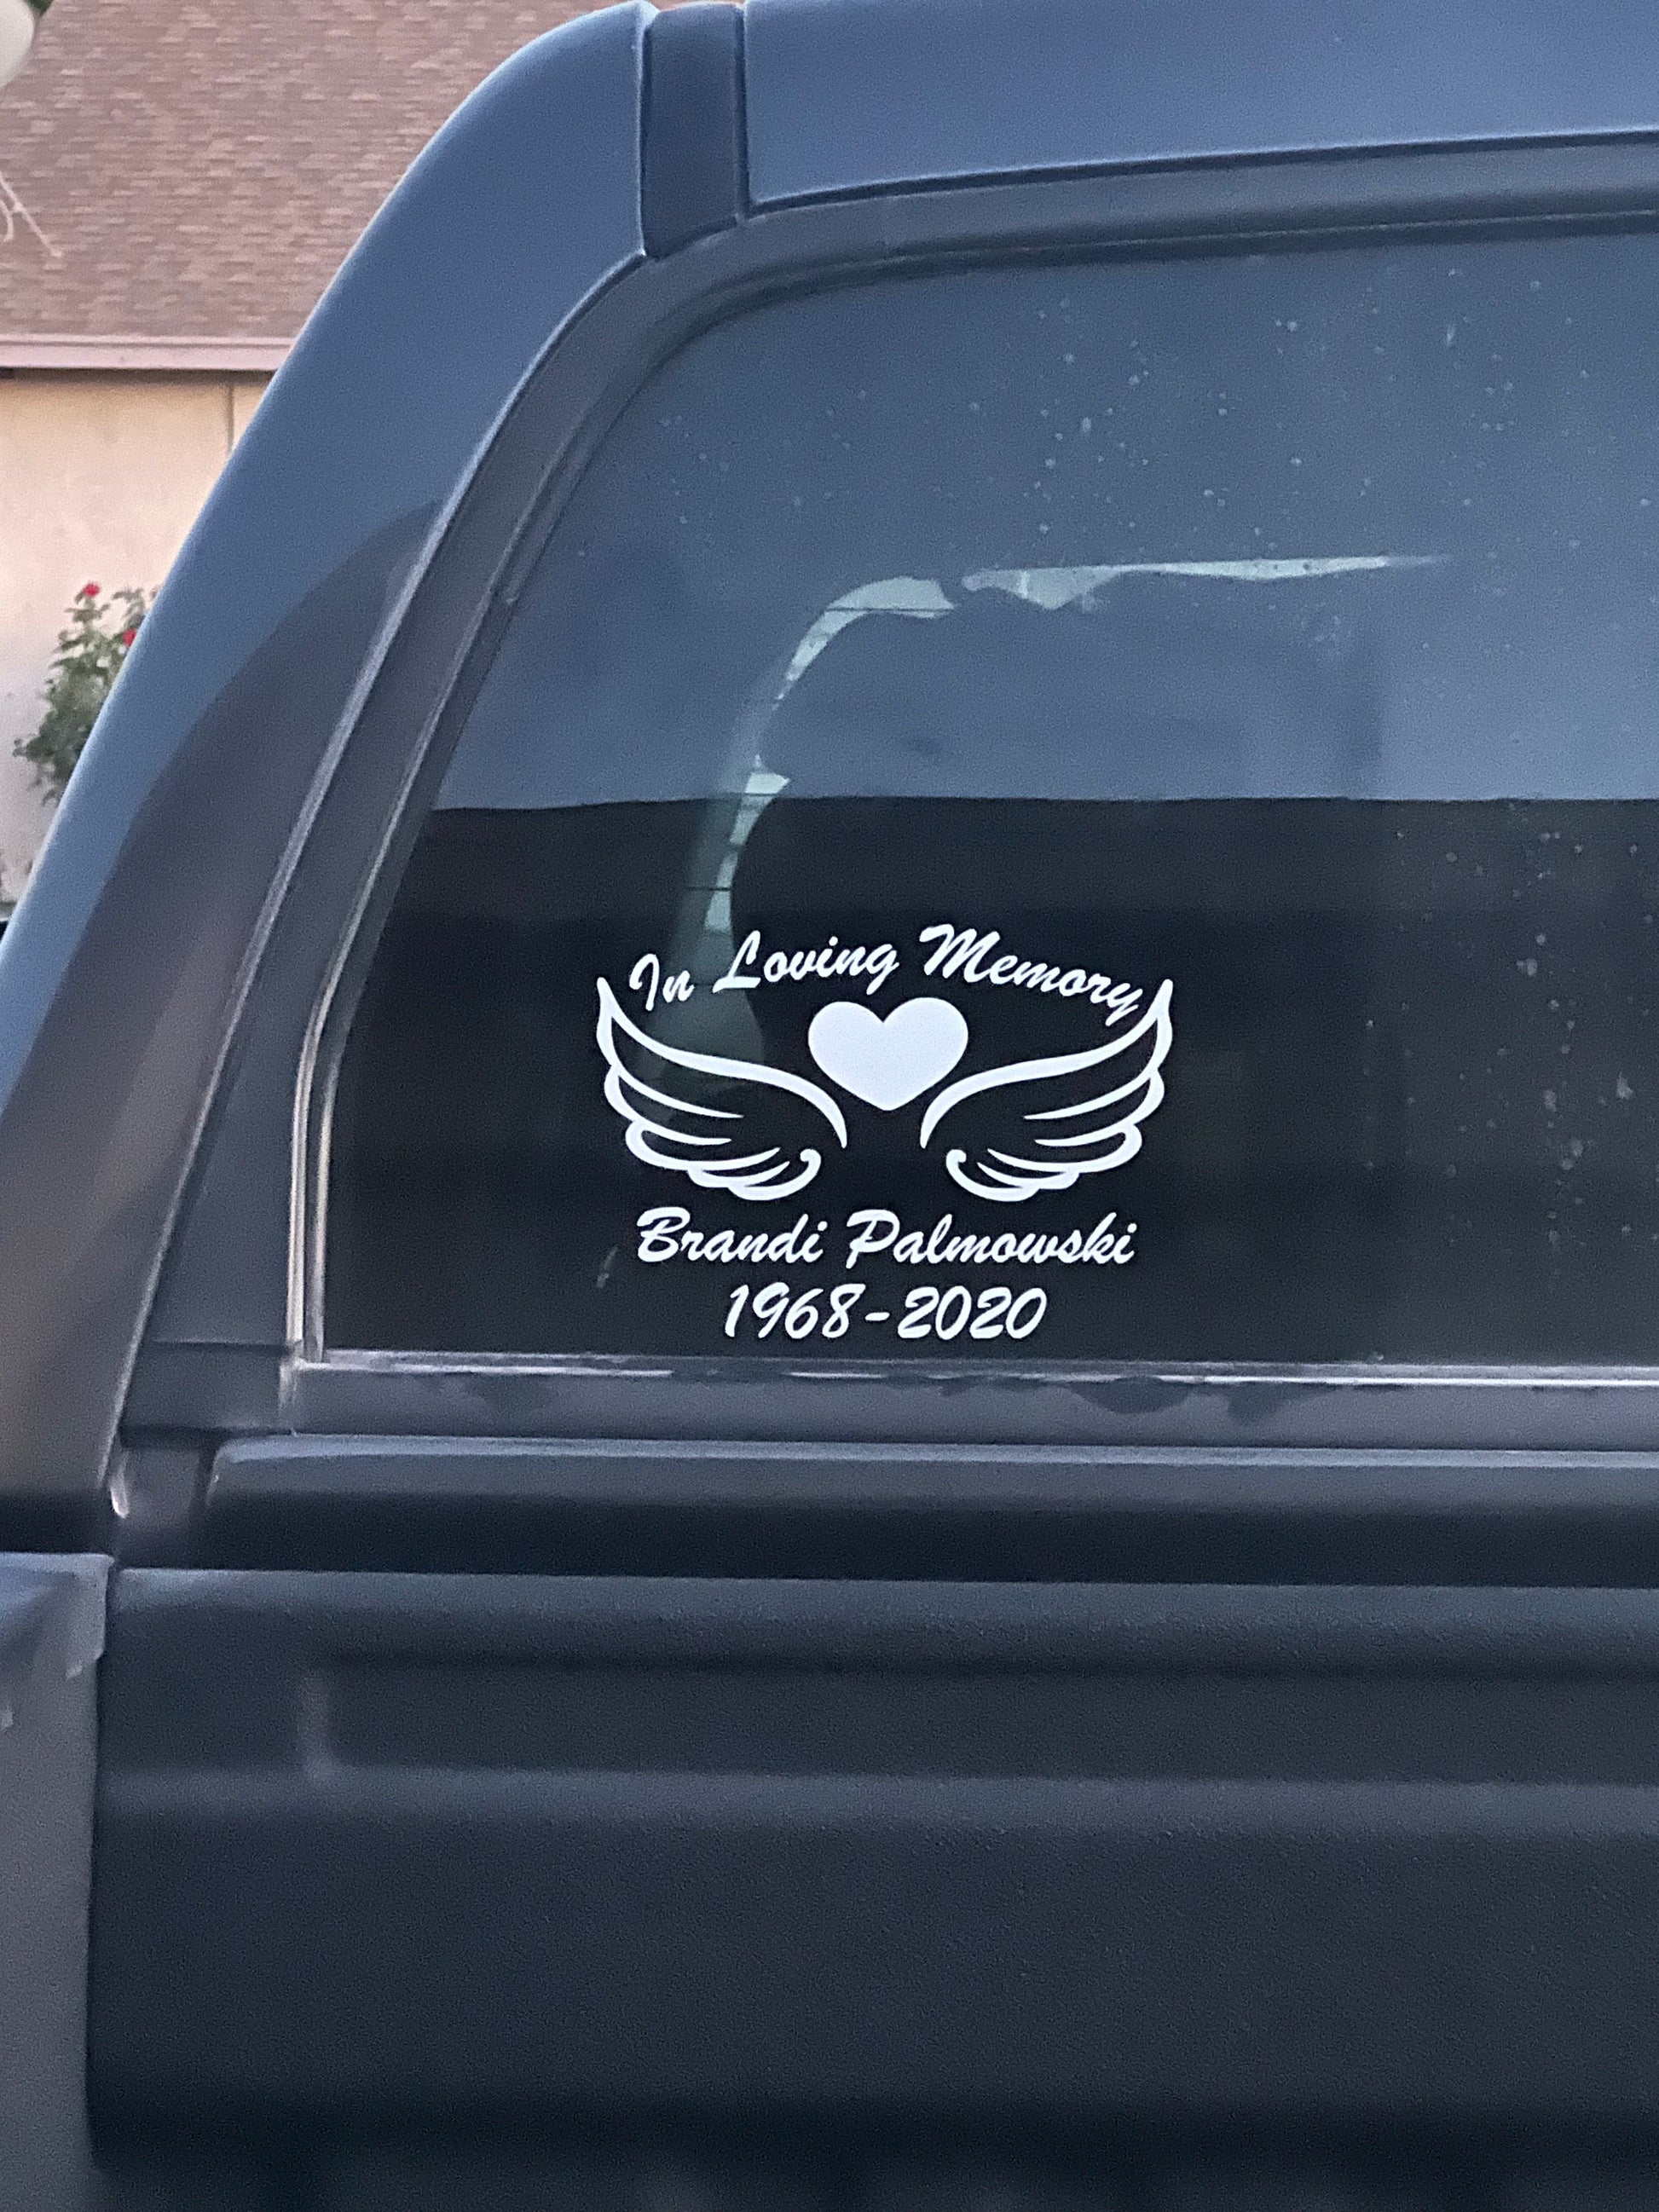 In Loving Memory
Brandi Palmowski
1968-2020